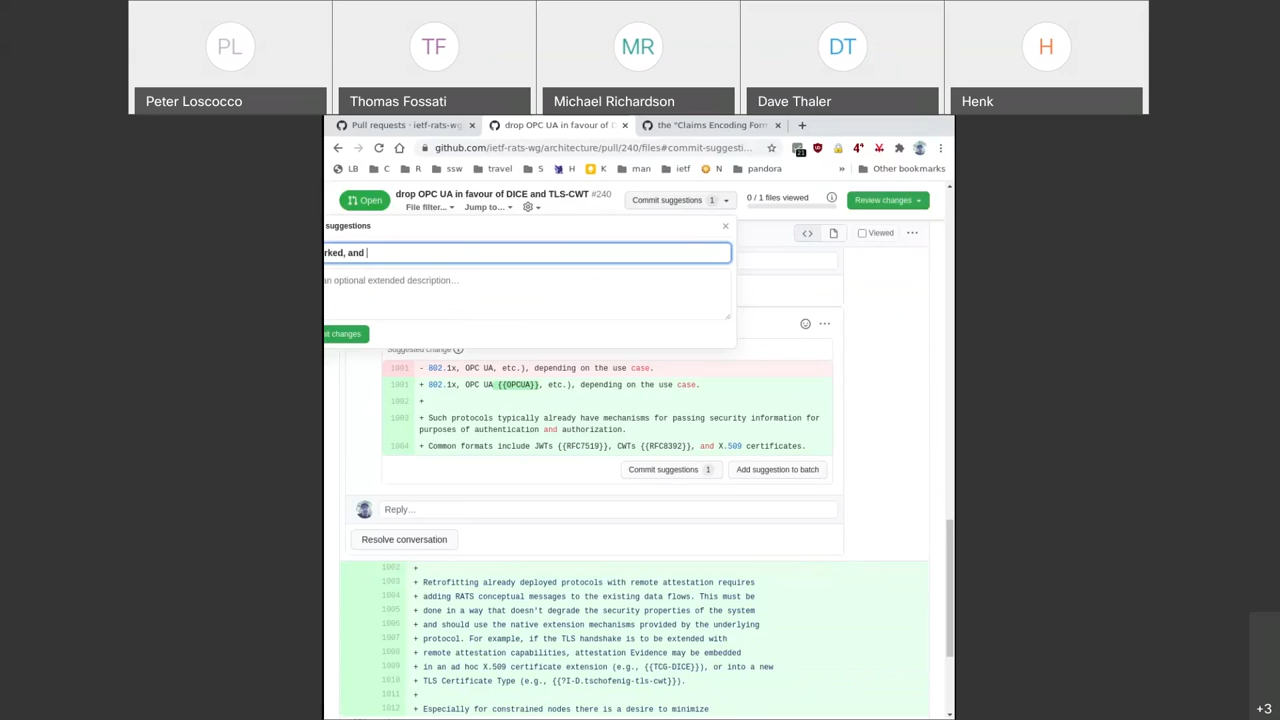 PL
TF
MR
DT
H
Peter Loscocco
Thomas Fossati
Michael Richardson
Dave Thaler
Henk
Pull requests · ietf-rats-wg
drop OPC UA in favour of D
the "Claims Encoding Form
github.com/ietf-rats-wg/architecture/pull/240/files#commit-suggesti...
21
LB
C
R
ssw
travel
S
H
K
man
ietf
N
pandora
»
Other bookmarks
Open
drop OPC UA in favour of DICE and TLS-CWT #240
File filter...
Jump to...
Commit suggestions 1
0 / 1 files viewed
Review changes
suggestions
Viewed
rked, and
an optional extended description...
it changes
Suggested change
1001 - 802.1x, OPC UA, etc.), depending on the use case.
1001 + 802.1x, OPC UA {{OPCUA}}, etc.), depending on the use case.
1002 +
1003 + Such protocols typically already have mechanisms for passing security information for
purposes of authentication and authorization.
1004 + Common formats include JWTs {{RFC7519}}, CWTs {{RFC8392}}, and X.509 certificates.
Commit suggestions 1
Add suggestion to batch
Reply...
Resolve conversation
1002 +
1003 + Retrofitting already deployed protocols with remote attestation requires
1004 + adding RATS conceptual messages to the existing data flows. This must be
1005 + done in a way that doesn't degrade the security properties of the system
1006 + and should use the native extension mechanisms provided by the underlying
1007 + protocol. For example, if the TLS handshake is to be extended with
1008 + remote attestation capabilities, attestation Evidence may be embedded
1009 + in an ad hoc X.509 certificate extension (e.g., {{TCG-DICE}}), or into a new
1010 + TLS Certificate Type (e.g., {{?I-D.tschofenig-tls-cwt}}).
1011 +
1012 + Especially for constrained nodes there is a desire to minimize
+3